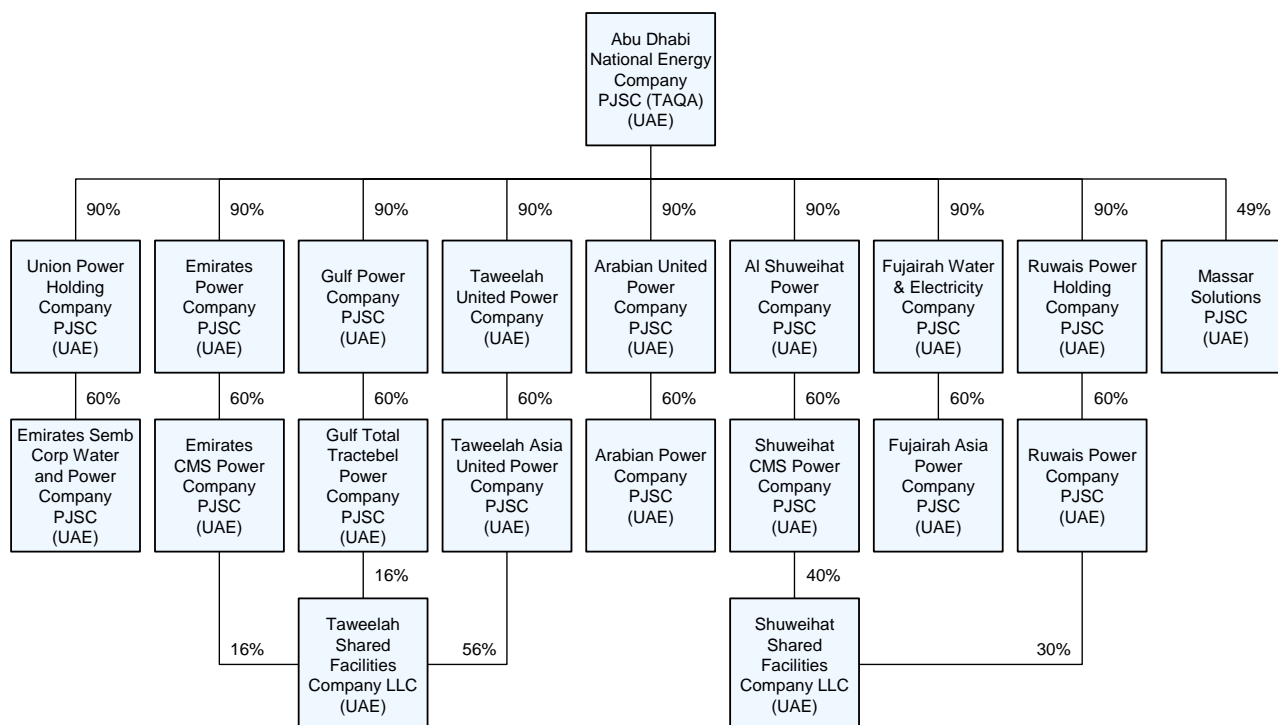 Abu Dhabi
National Energy
Company
PJSC (TAQA)
(UAE)
90%
90%
90%
90%
90%
90%
90%
90%
49%
Union Power
Holding
Company
PJSC
(UAE)
Emirates
Power
Company
PJSC
(UAE)
Gulf Power
Company
PJSC
(UAE)
Taweelah
United Power
Company
(UAE)
Arabian United
Power
Company
PJSC
(UAE)
Al Shuweihat
Power
Company
PJSC
(UAE)
Fujairah Water
& Electricity
Company
PJSC
(UAE)
Ruwais Power
Holding
Company
PJSC
(UAE)
Massar
Solutions
PJSC
(UAE)
60%
60%
60%
60%
60%
60%
60%
60%
Emirates Semb
Corp Water
and Power
Company
PJSC
(UAE)
Emirates
CMS Power
Company
PJSC
(UAE)
Gulf Total
Tractebel
Power
Company
PJSC
(UAE)
Taweelah Asia
United Power
Company
PJSC
(UAE)
Arabian Power
Company
PJSC
(UAE)
Shuweihat
CMS Power
Company
PJSC
(UAE)
Fujairah Asia
Power
Company
PJSC
(UAE)
Ruwais Power
Company
PJSC
(UAE)
16%
40%
16%
Taweelah
Shared
Facilities
Company LLC
(UAE)
56%
Shuweihat
Shared
Facilities
Company LLC
(UAE)
30%